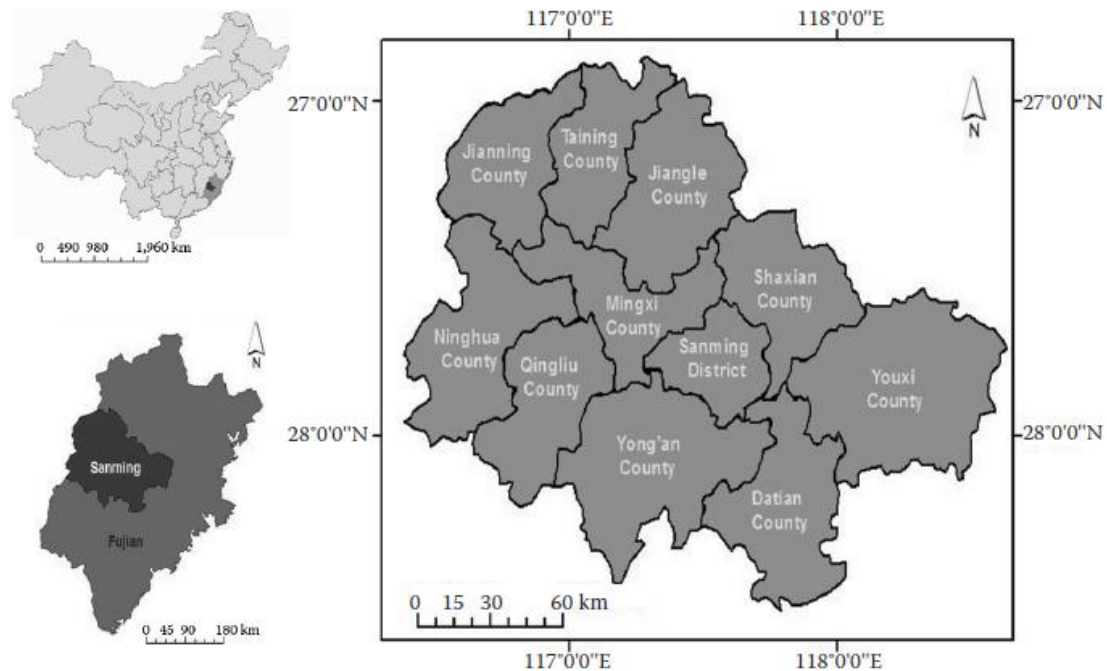 117°0'0"E
118°0'0"E
27°0'0"N
27°0'0"N
N
Jianning
County
Taining
County
Jiangle
County
0 490 980 1,960 km
Shaxian
County
Mingxi
County
Ninghua
County
Qingliu
County
Sanming
District
Youxi
County
N
28°0'0"N
28°0'0"N
Yong'an
County
Datian
County
Sanming
Fujian
0 15 30 60 km
0 45 90 180 km
117°0'0"E
118°0'0"E